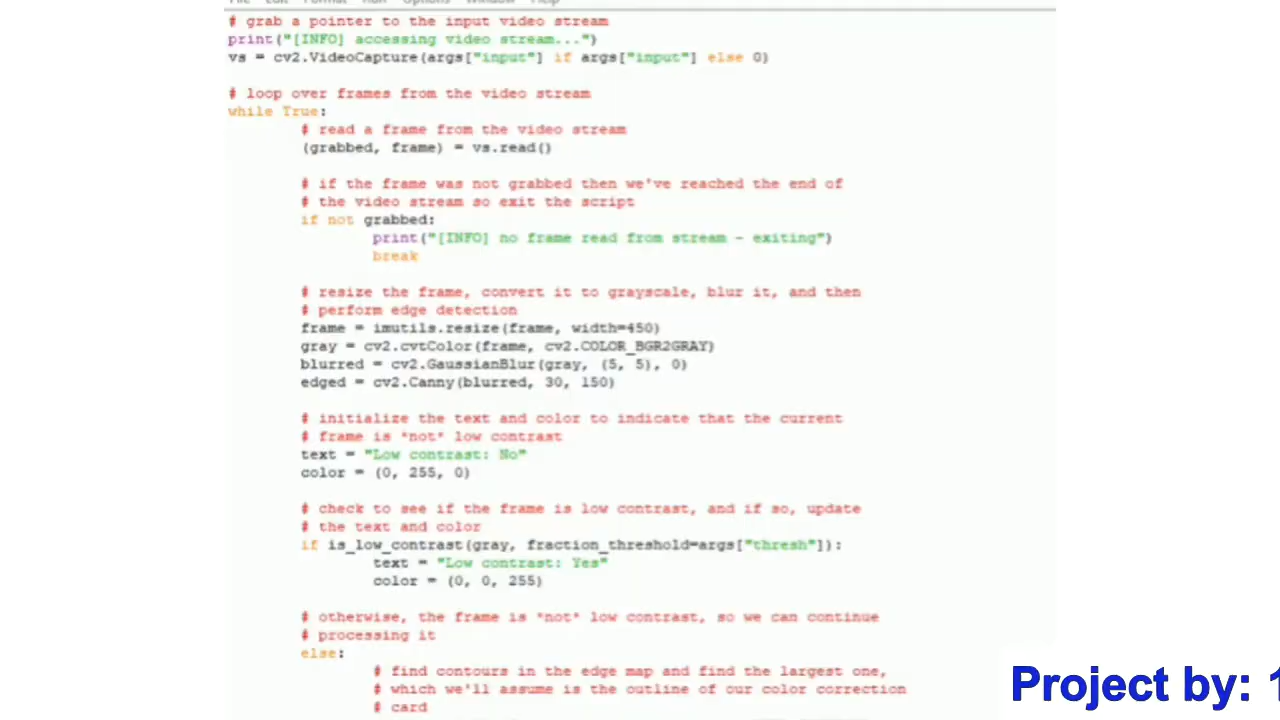 File Edit Format Run Options Window Help
# grab a pointer to the input video stream
print("[INFO] accessing video stream...")
vs = cv2.VideoCapture(args["input"] if args["input"] else 0)
# loop over frames from the video stream
while True:
# read a frame from the video stream
(grabbed, frame) = vs.read()
# if the frame was not grabbed then we've reached the end of
# the video stream so exit the script
if not grabbed:
print("[INFO] no frame read from stream - exiting")
break
# resize the frame, convert it to grayscale, blur it, and then
# perform edge detection
frame = imutils.resize(frame, width=450)
gray = cv2.cvtColor(frame, cv2.COLOR_BGR2GRAY)
blurred = cv2.GaussianBlur(gray, (5, 5), 0)
edged = cv2.Canny(blurred, 30, 150)
# initialize the text and color to indicate that the current
# frame is *not* low contrast
text = "Low contrast: No"
color = (0, 255, 0)
# check to see if the frame is low contrast, and if so, update
# the text and color
if is_low_contrast(gray, fraction_threshold=args["thresh"]):
text = "Low contrast: Yes"
color = (0, 0, 255)
# otherwise, the frame is *not* low contrast, so we can continue
# processing it
else:
# find contours in the edge map and find the largest one,
# which we'll assume is the outline of our color correction
# card
Project by: 1